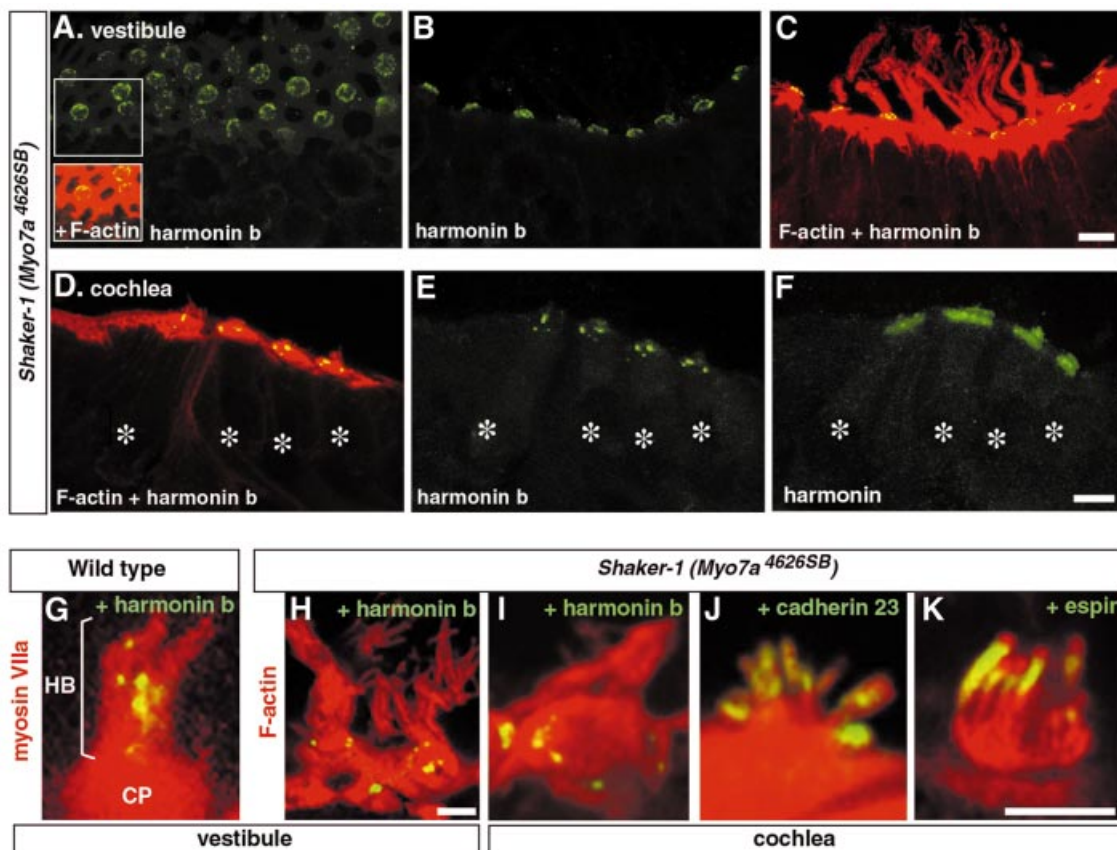 Shaker-1 (Myo7a 4626SB)
A. vestibule
+ F-actin
harmonin b
B
harmonin b
C
F-actin + harmonin b
D. cochlea
* * * *
F-actin + harmonin b
E
* * * *
harmonin b
F
* * * *
harmonin
Wild type
Shaker-1 (Myo7a 4626SB)
myosin VIIa
G
+ harmonin b
HB
CP
F-actin
H
+ harmonin b
I
+ harmonin b
J
+ cadherin 23
K
+ espin
vestibule
cochlea